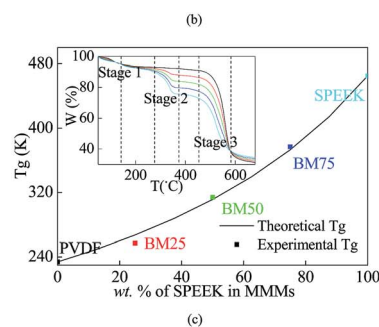 (b)
100
80
60
40
W (%)
Stage 1
Stage 2
Stage 3
200
400
600
T(°C)
480
400
320
240
Tg (K)
SPEEK
BM75
BM50
BM25
PVDF
Theoretical Tg
Experimental Tg
0
20
40
60
80
100
wt. % of SPEEK in MMMs
(c)